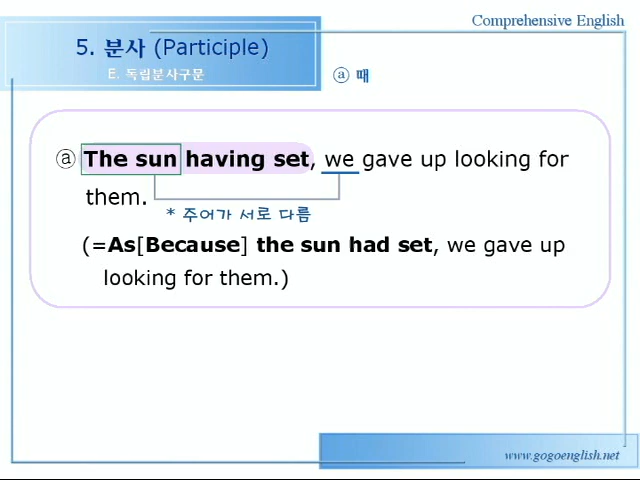 Comprehensive English
5. 분사 (Participle)
E. 독립분사구문
ⓐ 때
ⓐ The sun having set, we gave up looking for
them.
* 주어가 서로 다름
(=As[Because] the sun had set, we gave up
looking for them.)
www.gogoenglish.net